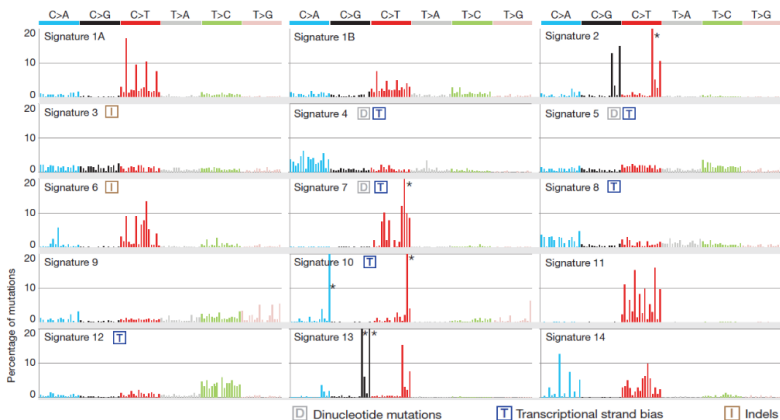 C>A C>G C>T T>A T>C T>G C>A C>G C>T T>A T>C T>G C>A C>G C>T T>A T>C T>G
20 Signature 1A Signature 1B Signature 2 *
10
0
20 Signature 3 I Signature 4 D T Signature 5 D T
10
0
20 Signature 6 I Signature 7 D T * Signature 8 T
10
0
20 Signature 9 Signature 10 T * * Signature 11
10
0
20 Signature 12 T Signature 13 * * Signature 14
10
0
Percentage of mutations
D Dinucleotide mutations T Transcriptional strand bias I Indels